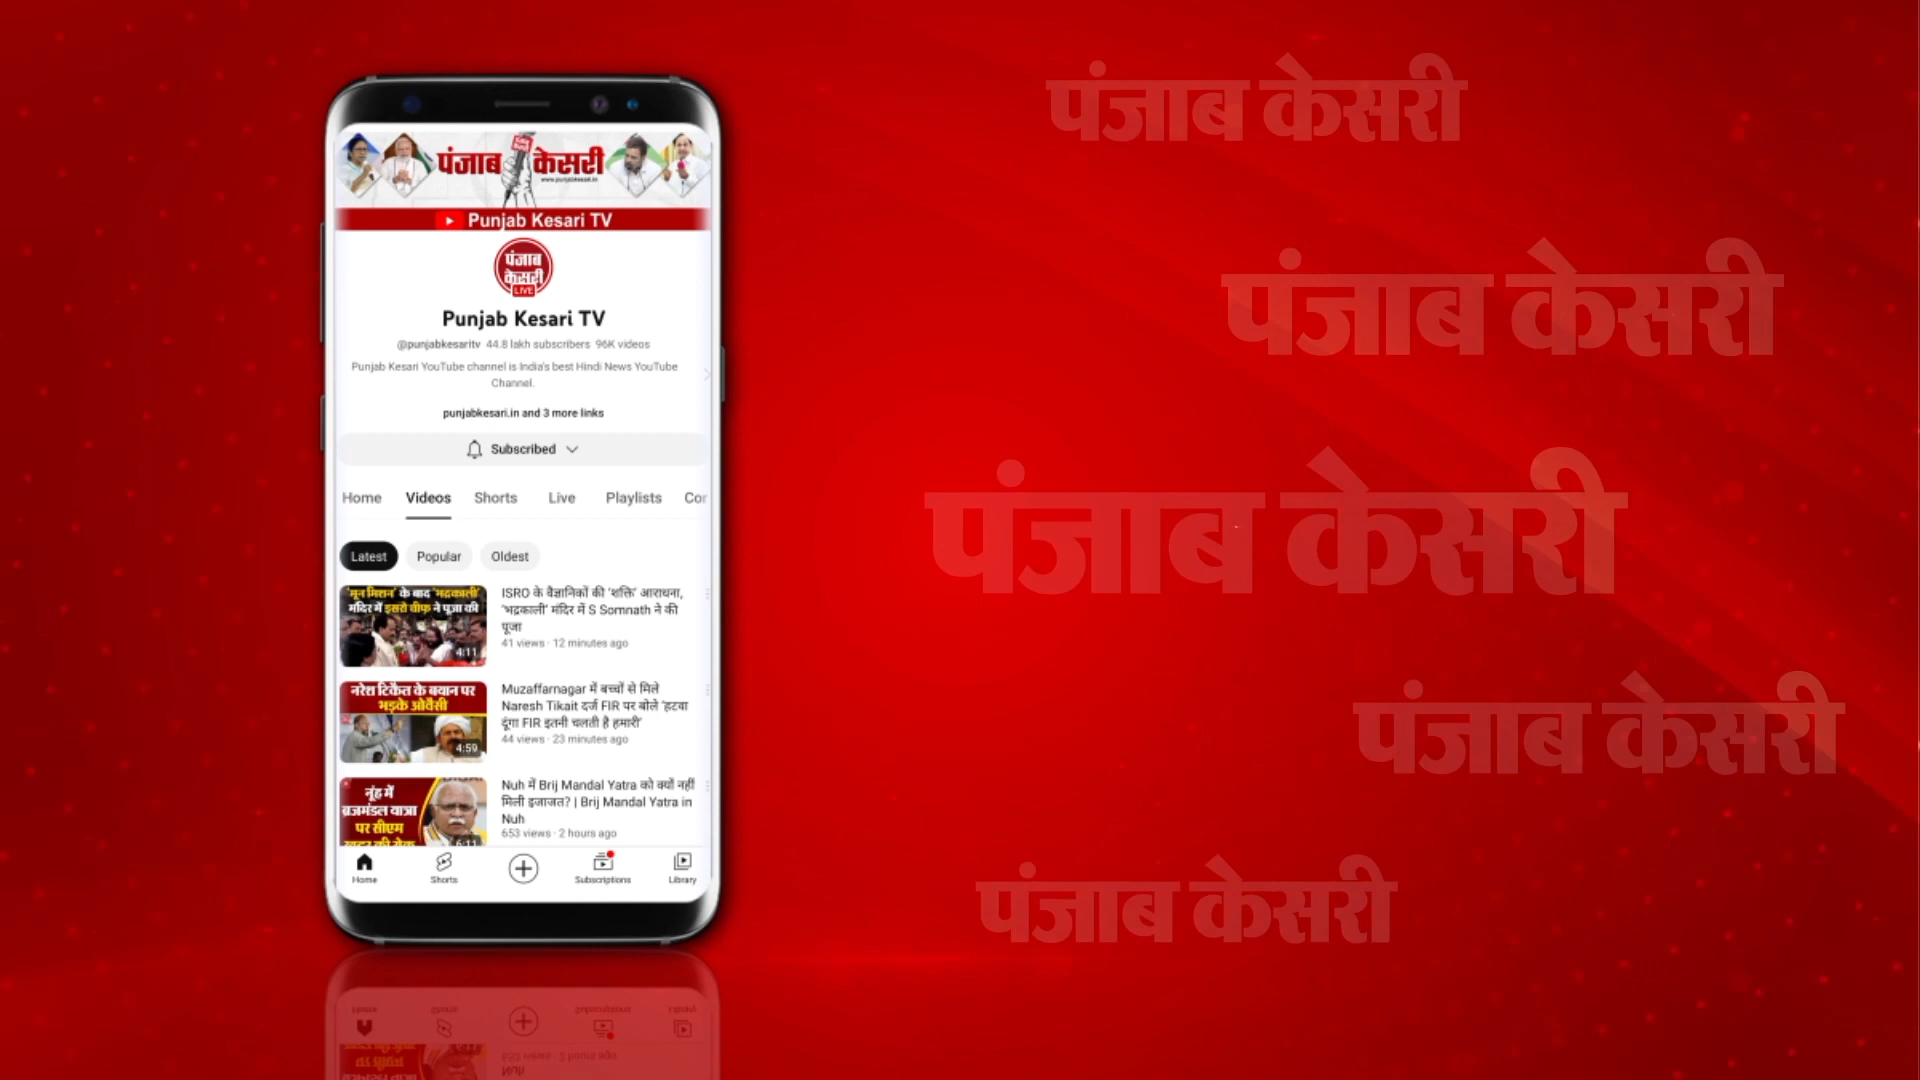 पंजाब केसरी
www.punjabkesari.in
Punjab Kesari TV
पंजाब
केसरी
LIVE
Punjab Kesari TV
@punjabkesaritv 44.8 lakh subscribers 96K videos
Punjab Kesari YouTube channel is India's best Hindi News YouTube
Channel.
punjabkesari.in and 3 more links
Subscribed
Home Videos Shorts Live Playlists Cor
Latest Popular Oldest
'मून मिशन' के बाद 'भद्रकाली'
मंदिर में इसरो चीफ ने पूजा की
4:11
ISRO के वैज्ञानिकों की 'शक्ति' आराधना,
'भद्रकाली' मंदिर में S Somnath ने की
पूजा
41 views · 12 minutes ago
नरेश टिकैत के बयान पर
भड़के ओवैसी
4:59
Muzaffarnagar में बच्चों से मिले
Naresh Tikait दर्ज FIR पर बोले 'हटवा
दूंगा FIR इतनी चलती है हमारी'
44 views · 23 minutes ago
नूंह में
ब्रजमंडल यात्रा
पर सीएम
6:11
Nuh में Brij Mandal Yatra को क्यों नहीं
मिली इजाजत? | Brij Mandal Yatra in
Nuh
653 views · 2 hours ago
Home Shorts Subscriptions Library
पंजाब केसरी
पंजाब केसरी
पंजाब केसरी
पंजाब केसरी
पंजाब केसरी